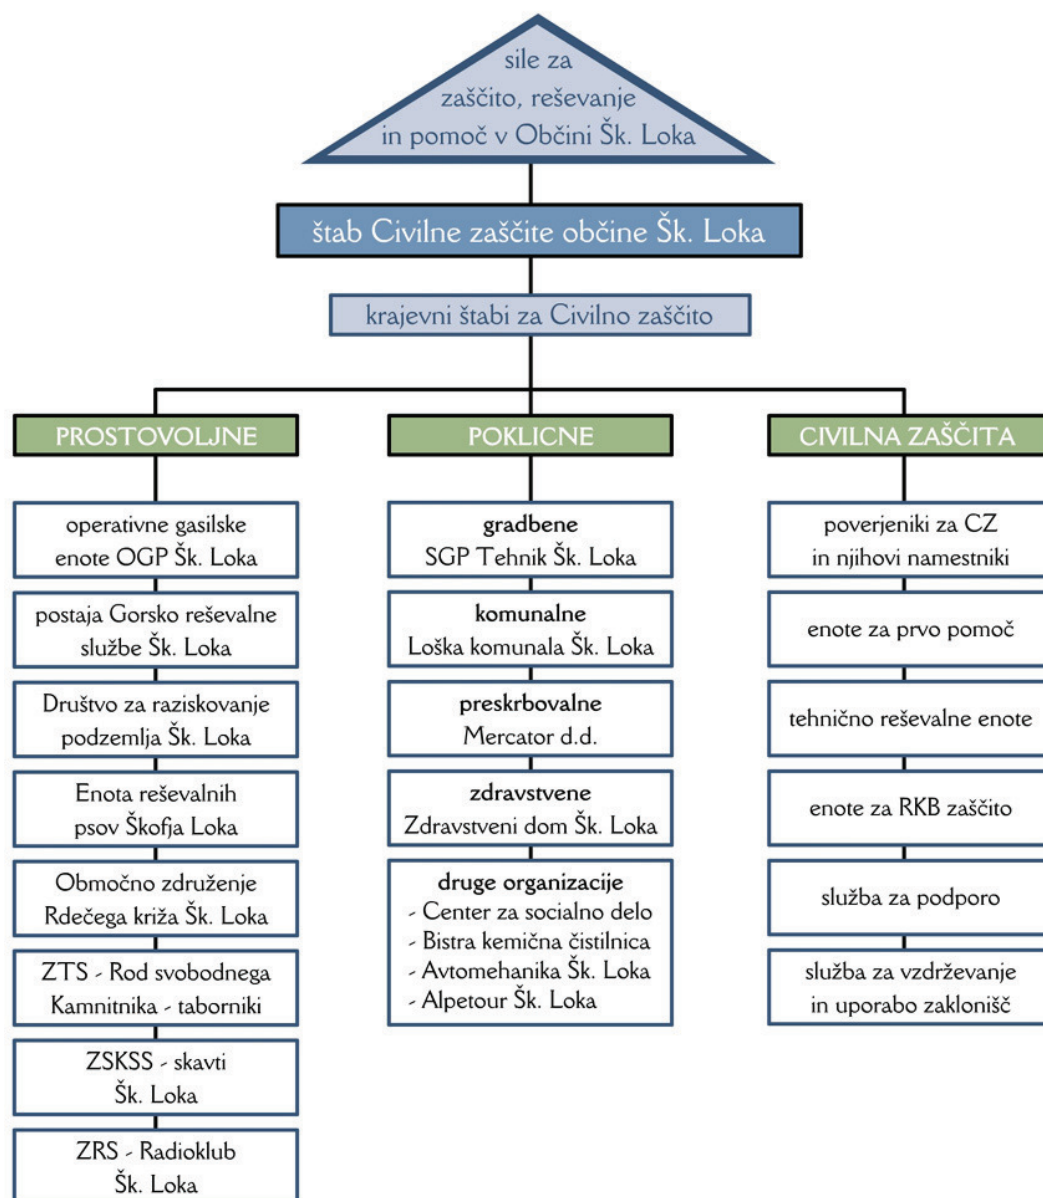 sile za
zaščito, reševanje
in pomoč v Občini Šk. Loka
štab Civilne zaščite občine Šk. Loka
krajevni štabi za Civilno zaščito
PROSTOVOLJNE
operativne gasilske
enote OGP Šk. Loka
postaja Gorsko reševalne
službe Šk. Loka
Društvo za raziskovanje
podzemlja Šk. Loka
Enota reševalnih
psov Škofja Loka
Območno združenje
Rdečega križa Šk. Loka
ZTS - Rod svobodnega
Kamnitnika - taborniki
ZSKSS - skavti
Šk. Loka
ZRS - Radioklub
Šk. Loka
POKLICNE
gradbene
SGP Tehnik Šk. Loka
komunalne
Loška komunala Šk. Loka
preskrbovalne
Mercator d.d.
zdravstvene
Zdravstveni dom Šk. Loka
druge organizacije
- Center za socialno delo
- Bistra kemična čistilnica
- Avtomehanika Šk. Loka
- Alpetour Šk. Loka
CIVILNA ZAŠČITA
poverjeniki za CZ
in njihovi namestniki
enote za prvo pomoč
tehnično reševalne enote
enote za RKB zaščito
služba za podporo
služba za vzdrževanje
in uporabo zaklonišč